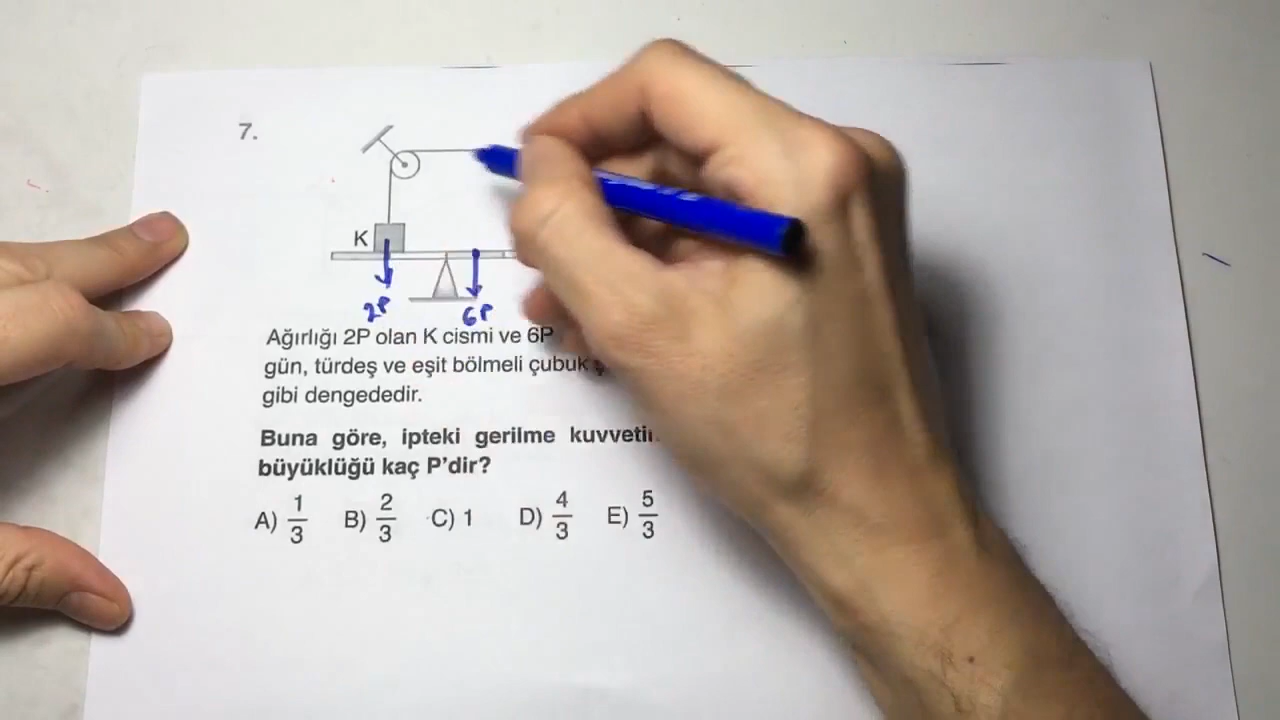 7.
K
2P
6P
Ağırlığı 2P olan K cismi ve 6P
gün, türdeş ve eşit bölmeli çubuk
gibi dengededir.
Buna göre, ipteki gerilme
büyüklüğü kaç P'dir?
A) 1/3 B) 2/3 C) 1 D) 4/3 E) 5/3